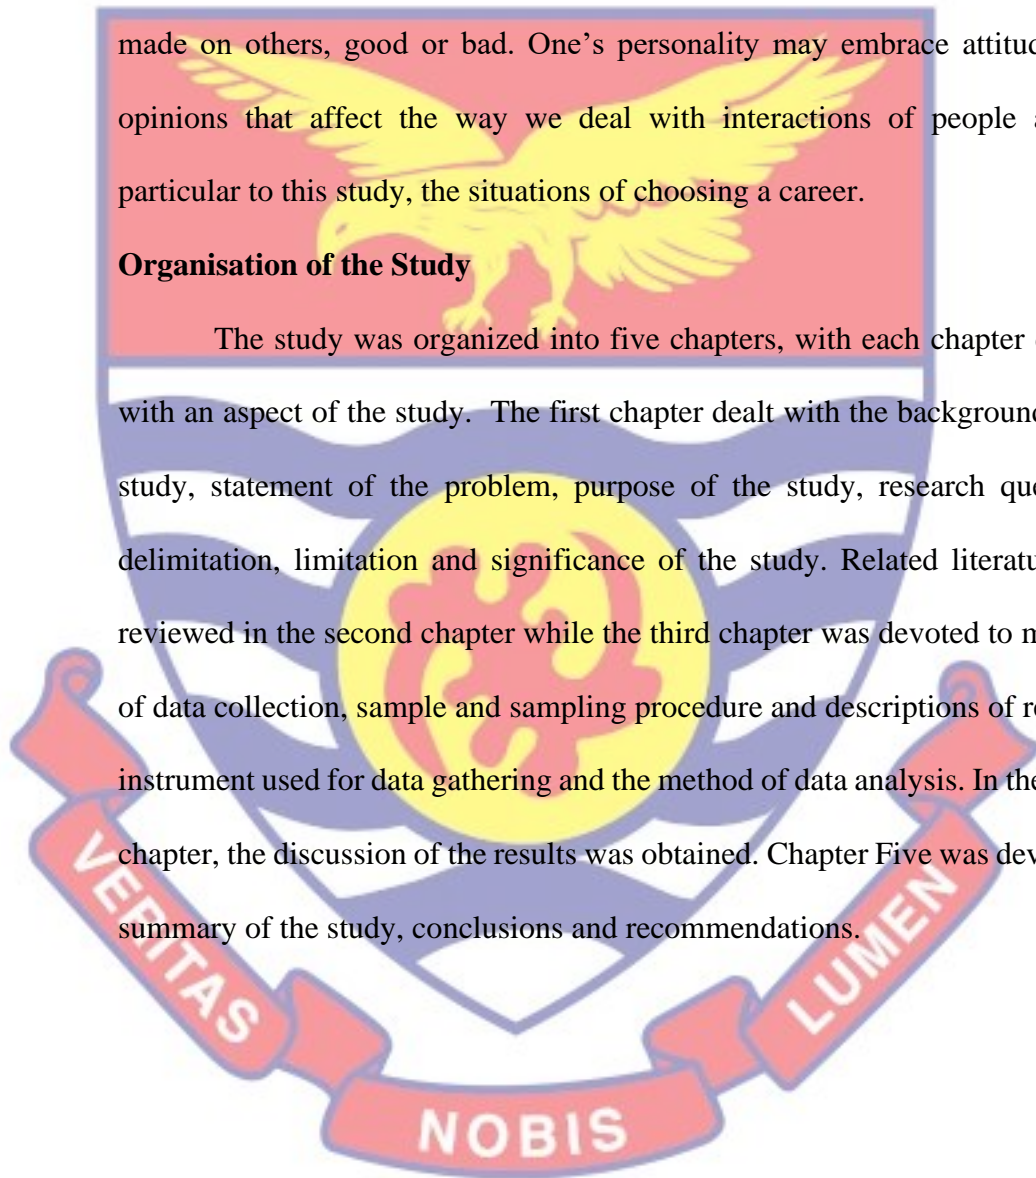 made on others, good or bad. One’s personality may embrace
opinions that affect the way we deal with interactions of people
particular to this study, the situations of choosing a career.
Organisation of the Study
The study was organized into five chapters, with each chapter
with an aspect of the study. The first chapter dealt with the background
study, statement of the problem, purpose of the study, research
delimitation, limitation and significance of the study. Related
reviewed in the second chapter while the third chapter was devoted to
of data collection, sample and sampling procedure and descriptions of
instrument used for data gathering and the method of data analysis. In the
chapter, the discussion of the results was obtained. Chapter Five was
summary of the study, conclusions and recommendations.
VERITAS
NOBIS
LUMEN